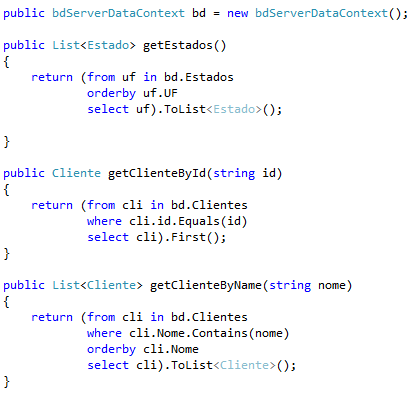 public bdServerDataContext bd = new bdServerDataContext();
public List<Estado> getEstados()
{
return (from uf in bd.Estados
orderby uf.UF
select uf).ToList<Estado>();
}
public Cliente getClienteById(string id)
{
return (from cli in bd.Clientes
where cli.id.Equals(id)
select cli).First();
}
public List<Cliente> getClienteByName(string nome)
{
return (from cli in bd.Clientes
where cli.Nome.Contains(nome)
orderby cli.Nome
select cli).ToList<Cliente>();
}